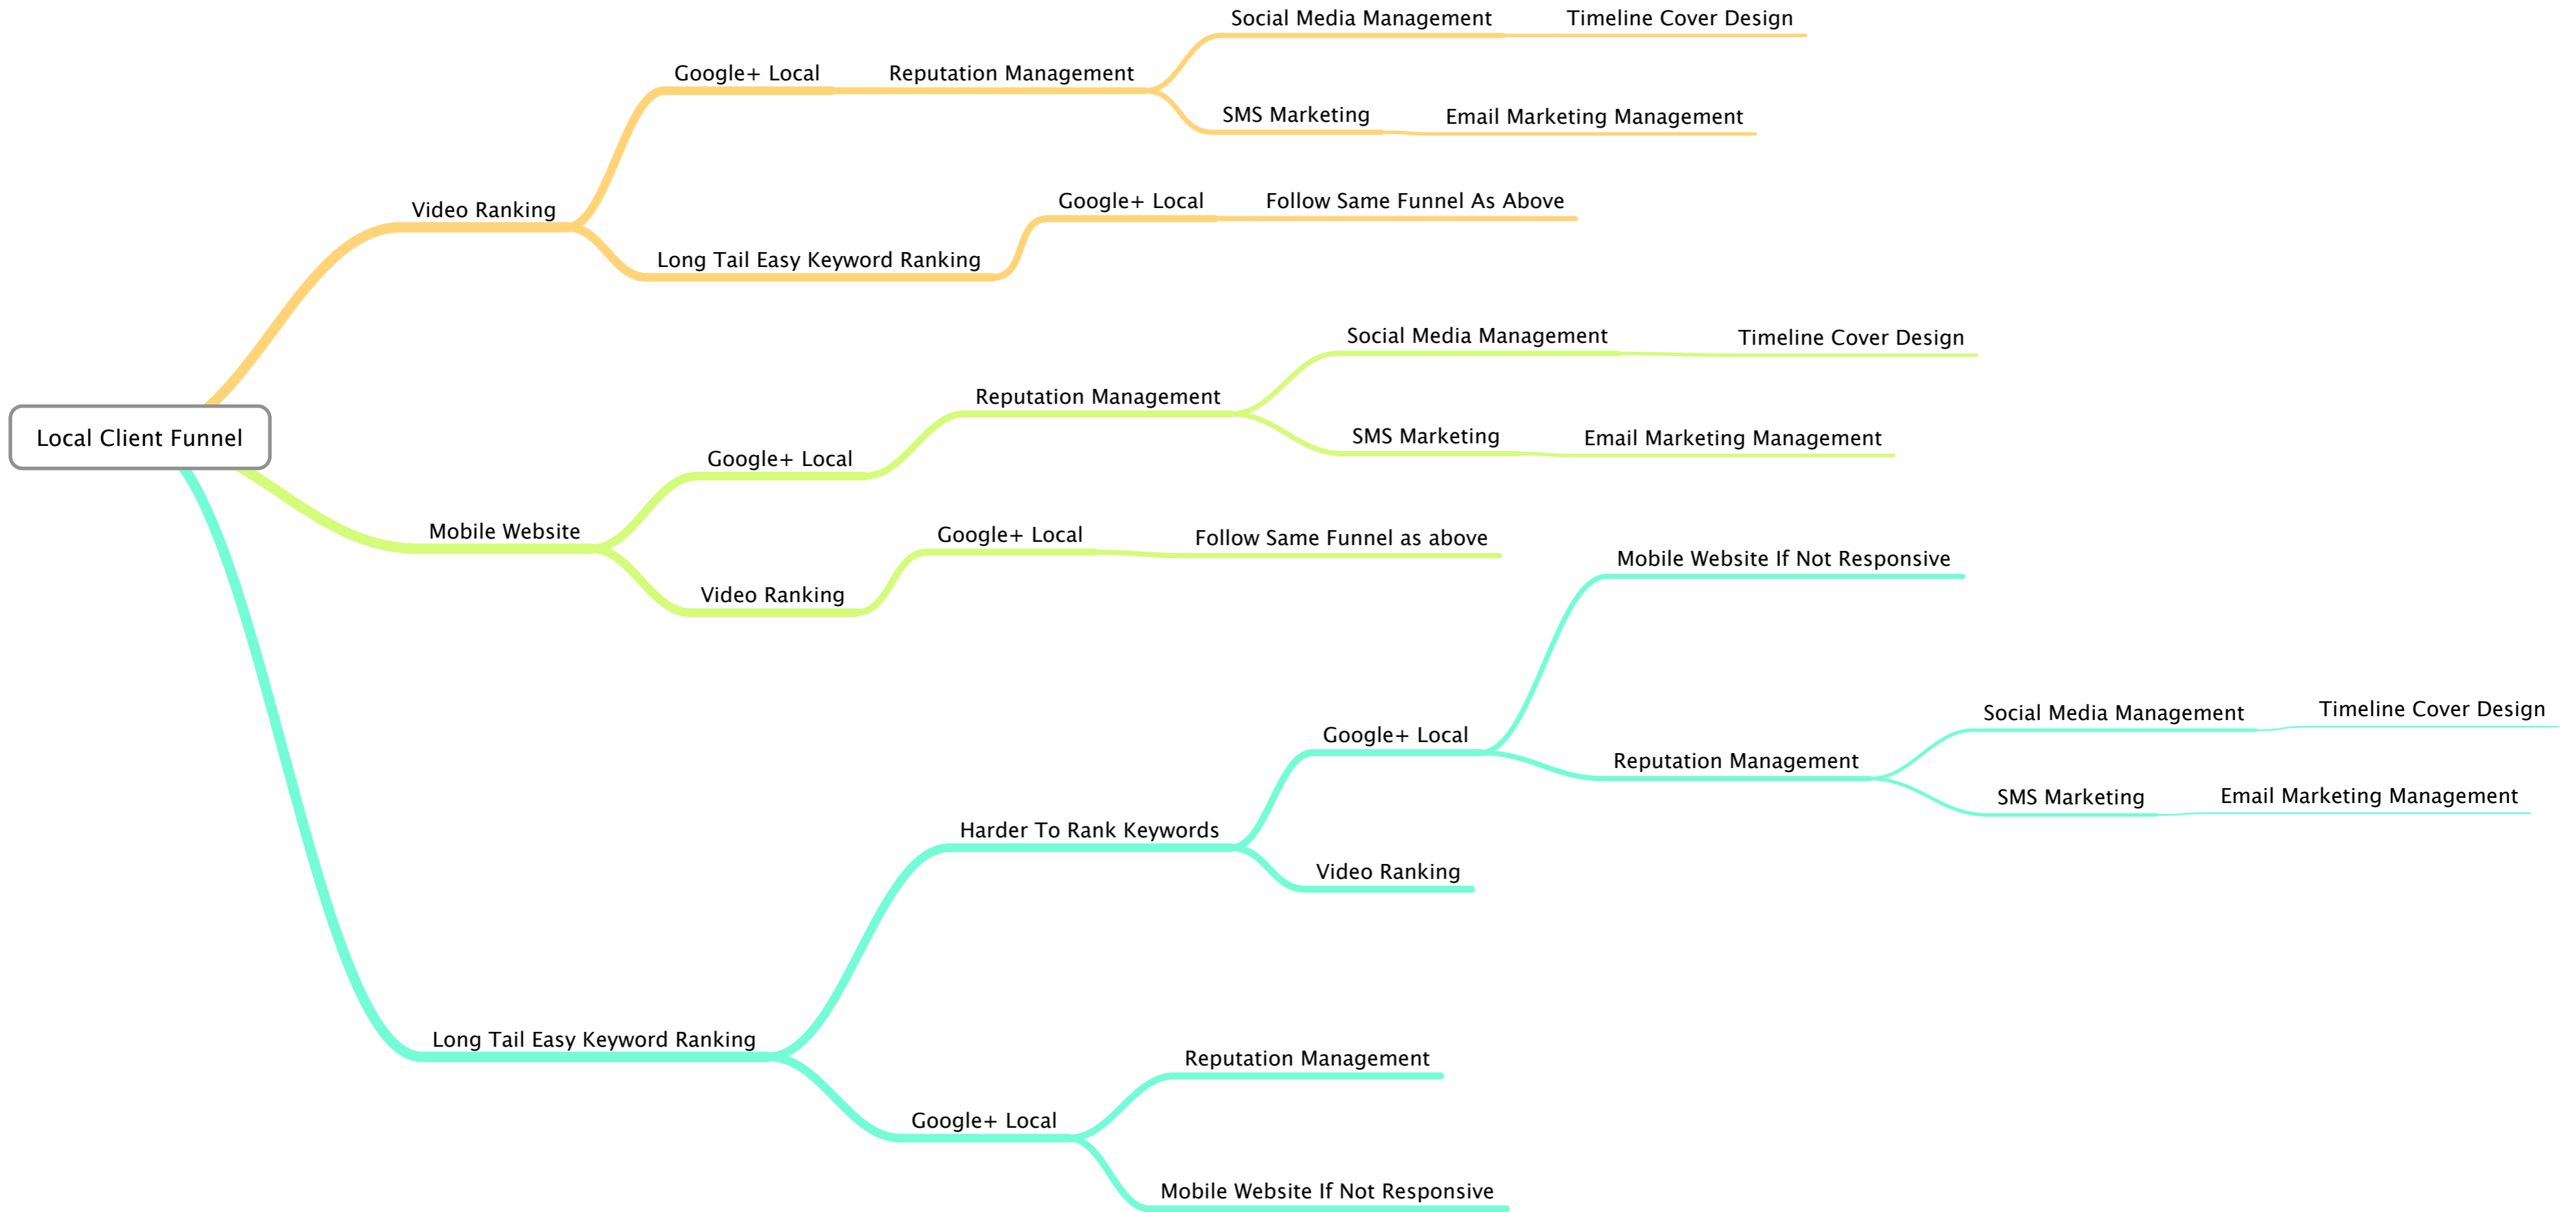 Social Media Management
Timeline Cover Design
Google+ Local
Reputation Management
SMS Marketing
Email Marketing Management
Video Ranking
Google+ Local
Follow Same Funnel As Above
Long Tail Easy Keyword Ranking
Social Media Management
Timeline Cover Design
Reputation Management
Local Client Funnel
SMS Marketing
Email Marketing Management
Google+ Local
Mobile Website
Google+ Local
Follow Same Funnel as above
Video Ranking
Mobile Website If Not Responsive
Social Media Management
Timeline Cover Design
Google+ Local
Reputation Management
SMS Marketing
Email Marketing Management
Harder To Rank Keywords
Video Ranking
Long Tail Easy Keyword Ranking
Reputation Management
Google+ Local
Mobile Website If Not Responsive